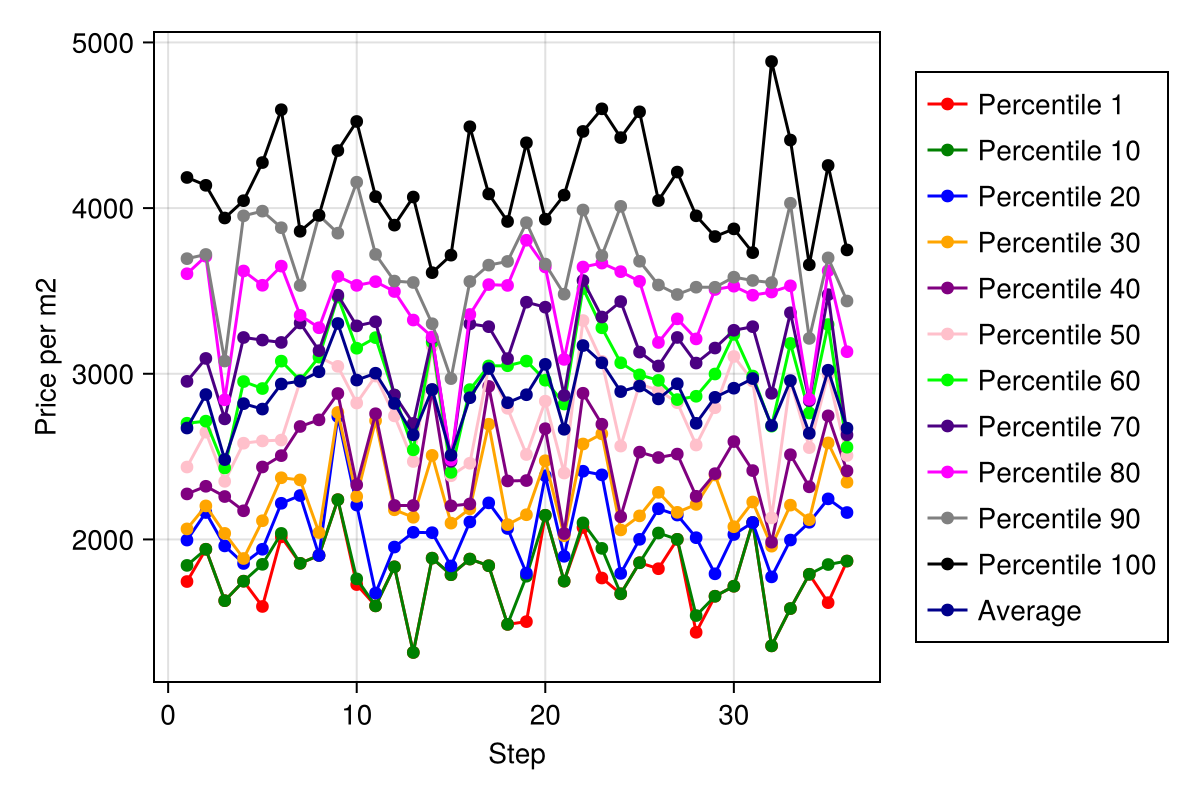 5000
4000
3000
2000
Price per m2
0 10 20 30
Step
Percentile 1
Percentile 10
Percentile 20
Percentile 30
Percentile 40
Percentile 50
Percentile 60
Percentile 70
Percentile 80
Percentile 90
Percentile 100
Average